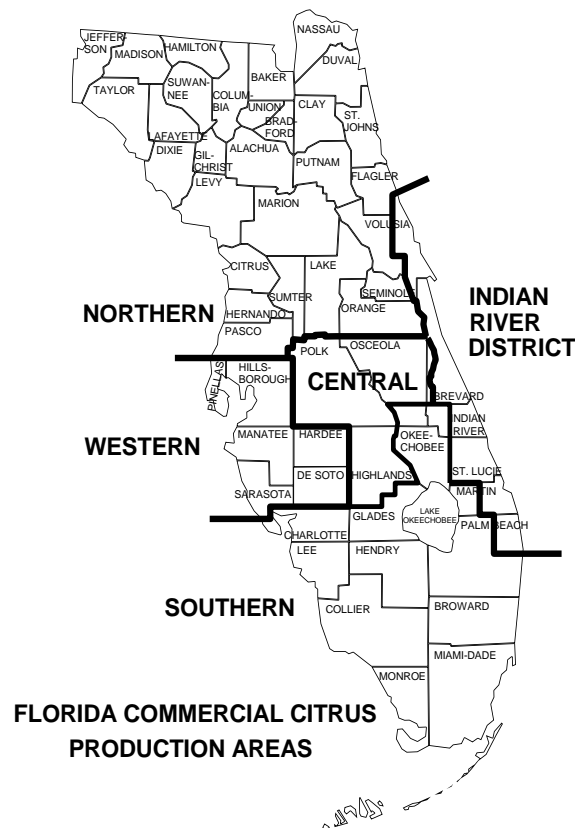 NASSAU
JEFFER-
SON
HAMILTON
MADISON
DUVAL
BAKER
TAYLOR
SUWAN-
NEE
COLUM-
BIA
UNION
CLAY
BRAD-
FORD
ST.
JOHNS
AFAYETTE
DIXIE
GIL-
CHRIST
ALACHUA
PUTNAM
FLAGLER
LEVY
MARION
VOLUSIA
CITRUS
LAKE
SUMTER
SEMINOLE
ORANGE
HERNANDO
PASCO
NORTHERN
INDIAN
RIVER
DISTRICT
POLK
OSCEOLA
HILLS-
BOROUGH
PINELLAS
CENTRAL
BREVARD
INDIAN
RIVER
WESTERN
MANATEE
HARDEE
OKEE-
CHOBEE
DE SOTO
HIGHLANDS
ST. LUCIE
SARASOTA
MARTIN
GLADES
LAKE
OKEECHOBEE
PALM BEACH
CHARLOTTE
LEE
HENDRY
SOUTHERN
COLLIER
BROWARD
MIAMI-DADE
MONROE
FLORIDA COMMERCIAL CITRUS
PRODUCTION AREAS